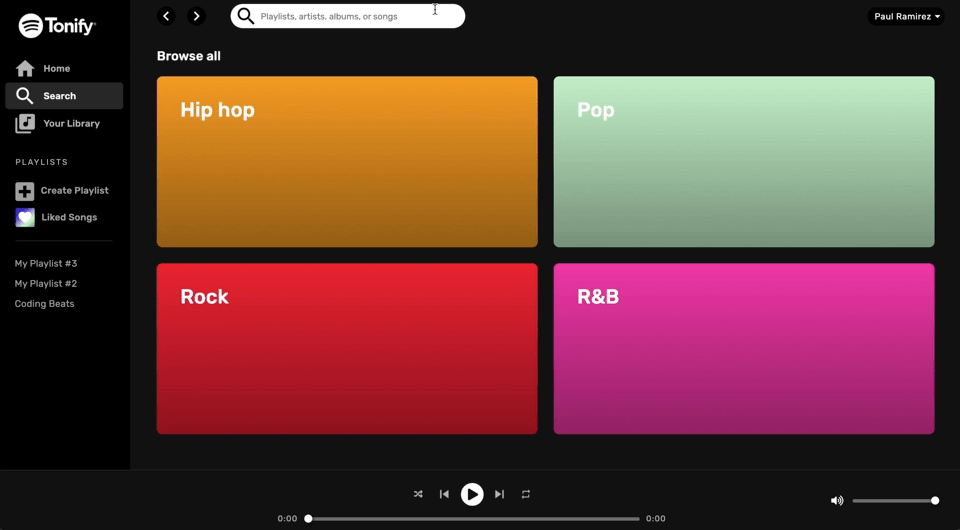 Tonify
Playlists, artists, albums, or songs
Paul Ramirez
Home
Search
Your Library
PLAYLISTS
Create Playlist
Liked Songs
My Playlist #3
My Playlist #2
Coding Beats
Browse all
Hip hop
Pop
Rock
R&B
0:00
0:00